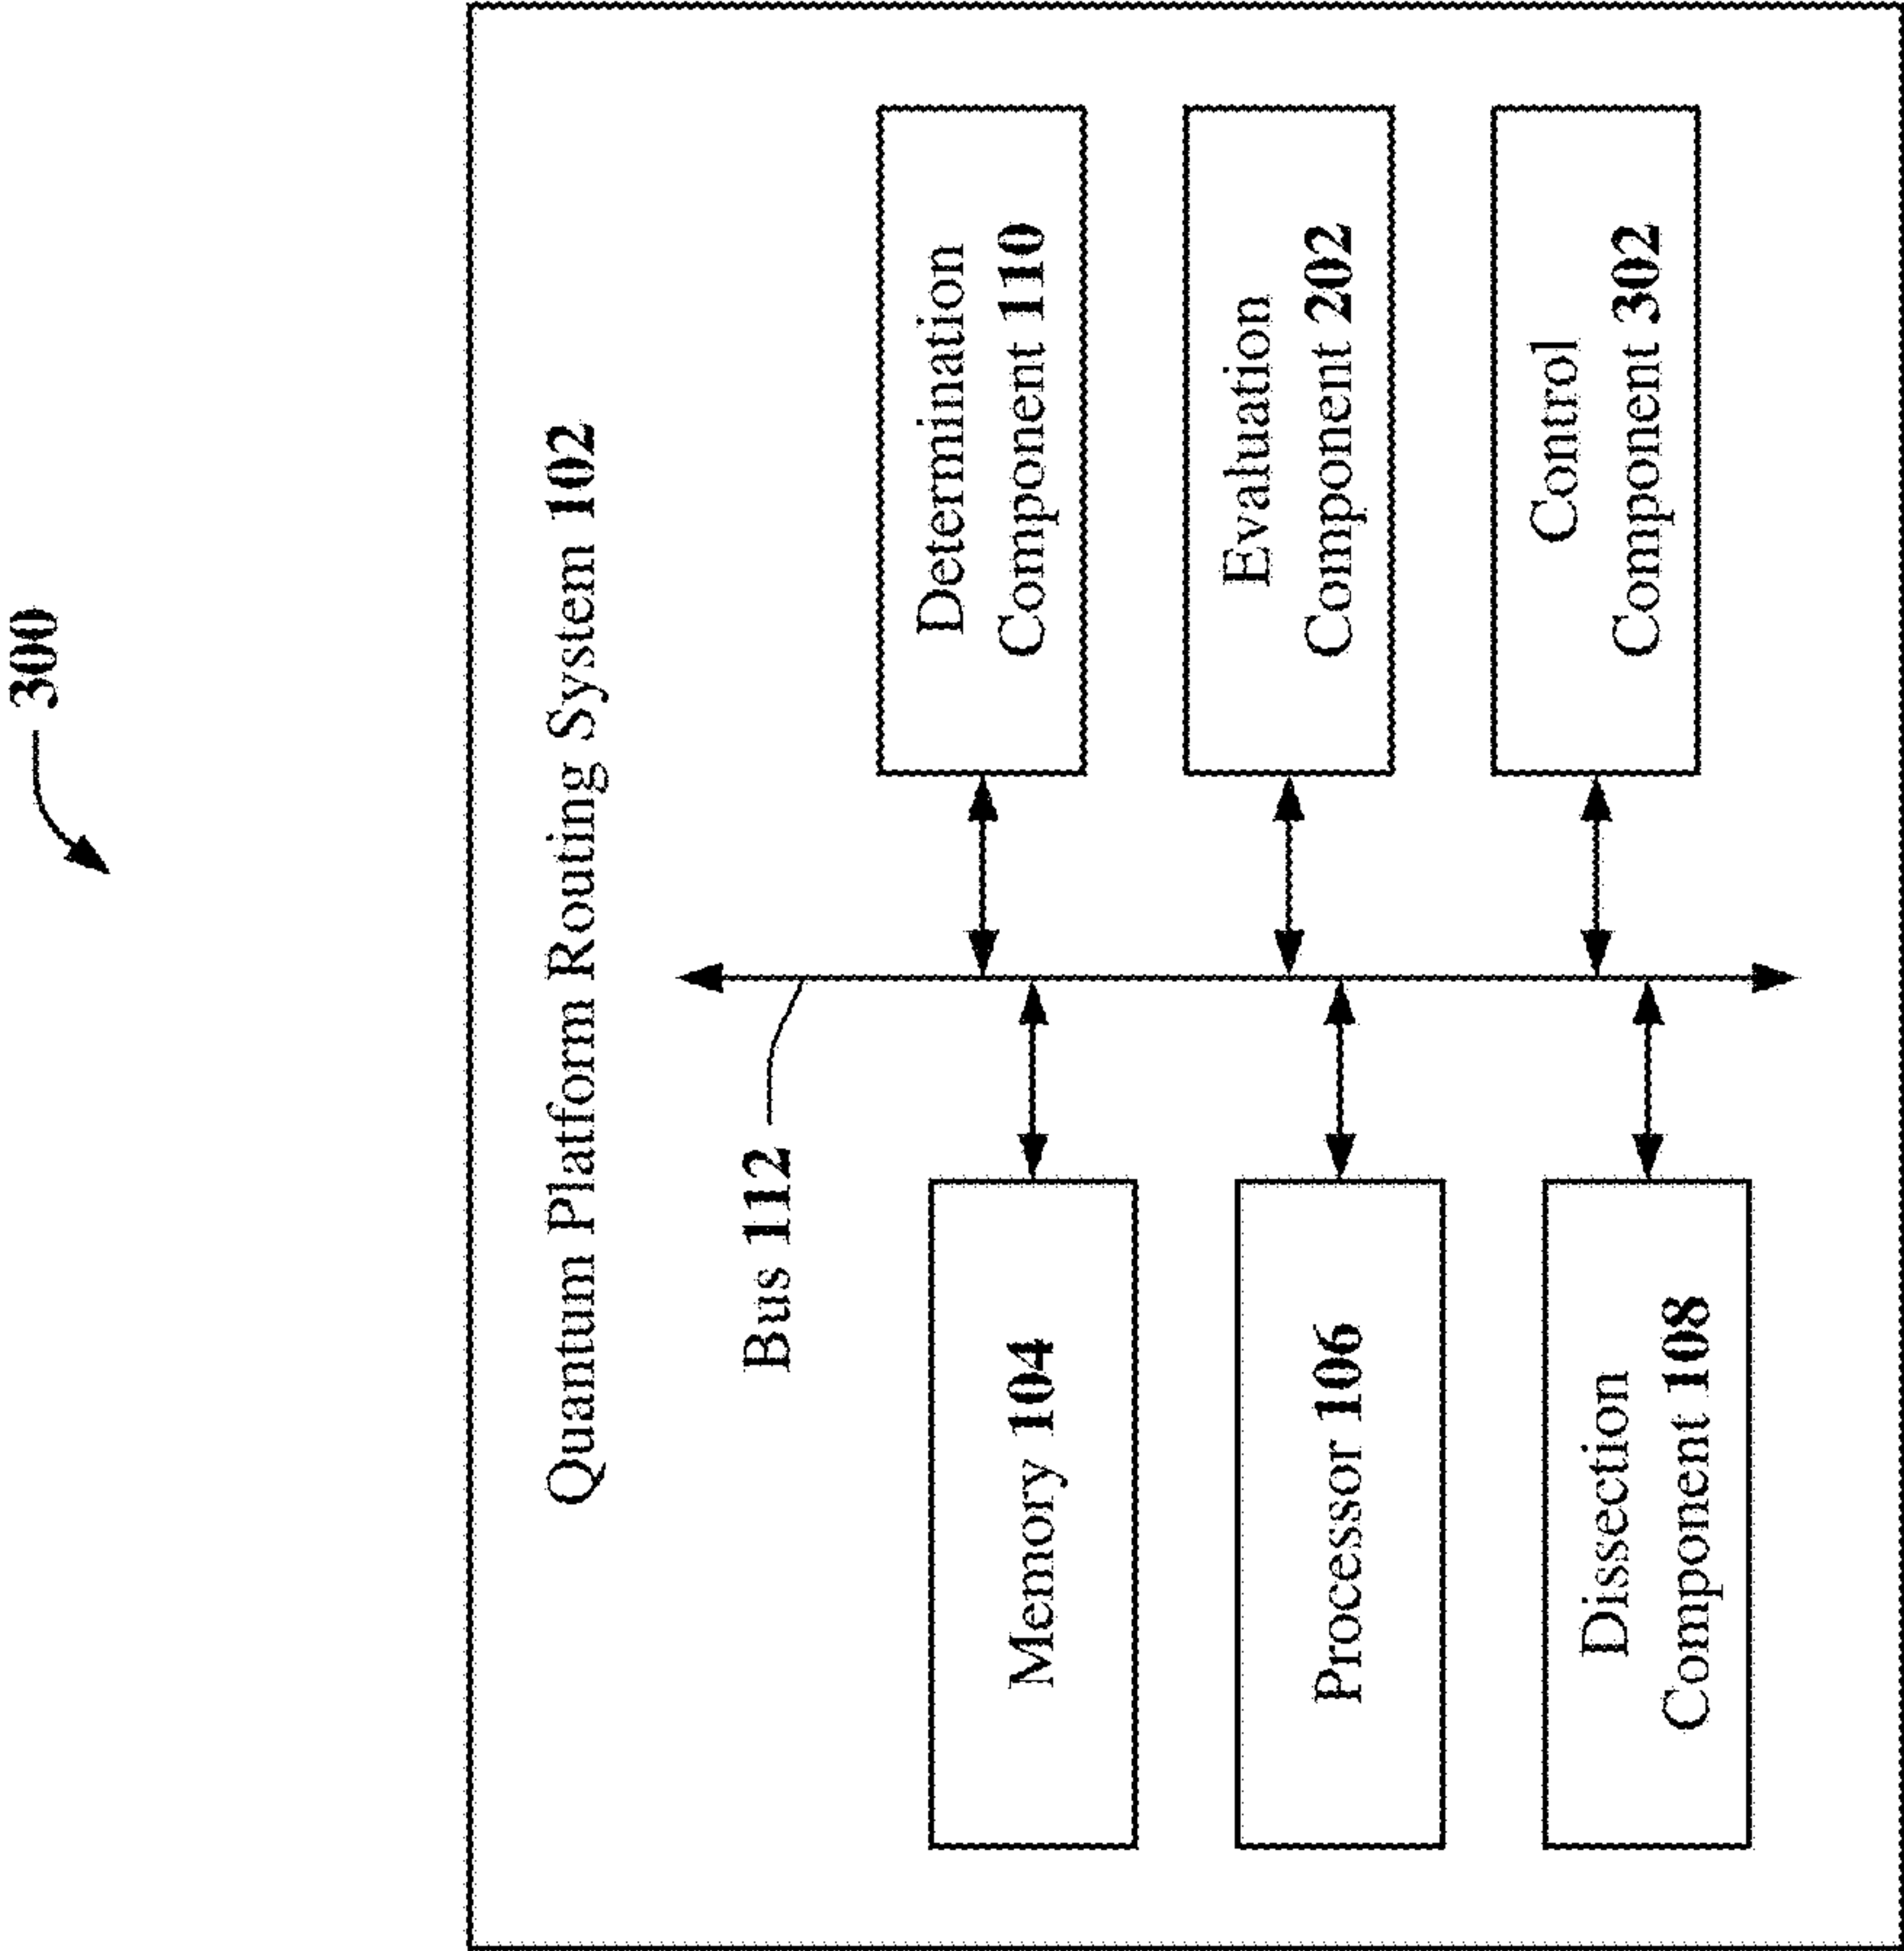 300
Quantum Platform Routing System 102
Bus 112
Memory 104
Determination
Component 110
Processor 106
Evaluation
Component 202
Dissection
Component 108
Control
Component 302